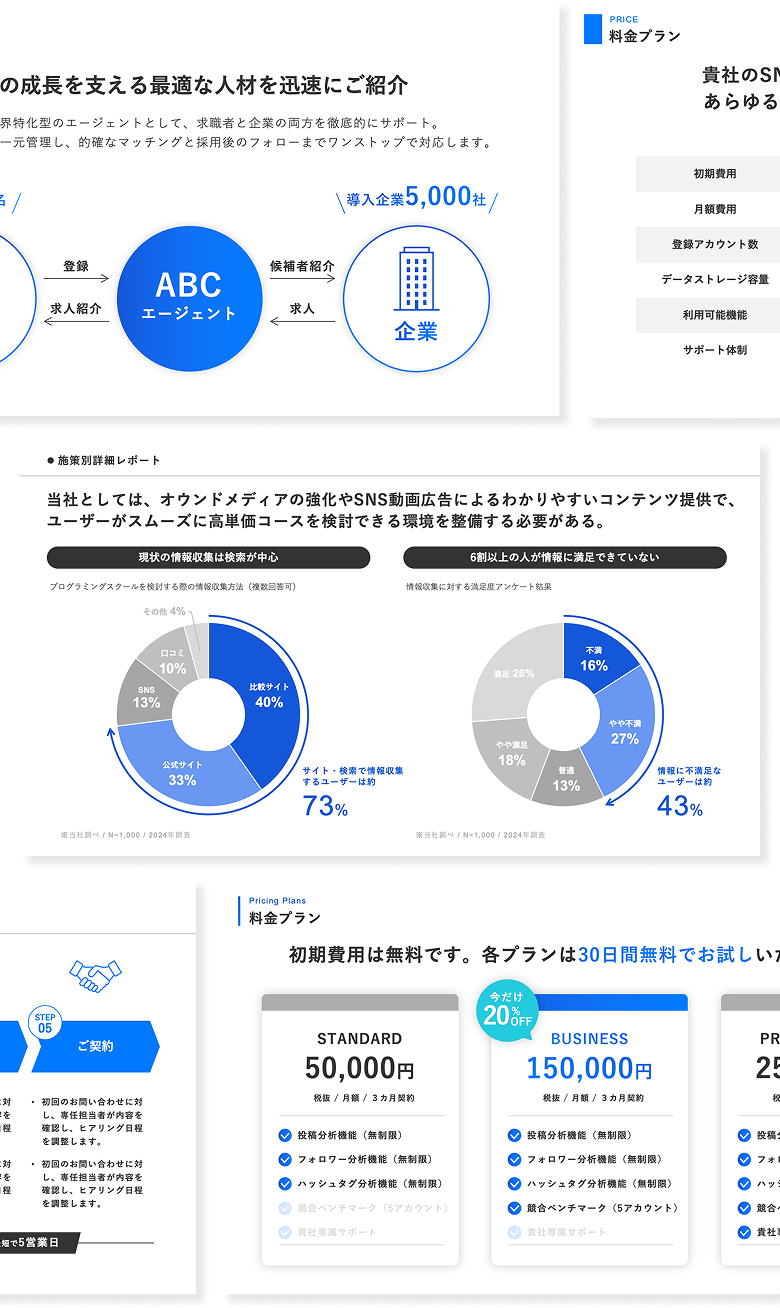 の成長を支える最適な人材を迅速にご紹介
界特化型のエージェントとして、求職者と企業の両方を徹底的にサポート。
一元管理し、的確なマッチングと採用後のフォローまでワンストップで対応します。
名
導入企業5,000社
登録
求人紹介
ABC
エージェント
候補者紹介
求人
企業
PRICE
料金プラン
貴社のSN
あらゆる
初期費用
月額費用
登録アカウント数
データストレージ容量
利用可能機能
サポート体制
● 施策別詳細レポート
当社としては、オウンドメディアの強化やSNS動画広告によるわかりやすいコンテンツ提供で、
ユーザーがスムーズに高単価コースを検討できる環境を整備する必要がある。
現状の情報収集は検索が中心
プログラミングスクールを検討する際の情報収集方法（複数回答可）
その他 4%
口コミ
10%
SNS
13%
比較サイト
40%
公式サイト
33%
サイト・検索で情報収集
するユーザーは約
73%
※当社調べ / N=1,000 / 2024年調査
6割以上の人が情報に満足できていない
情報収集に対する満足度アンケート結果
不満
16%
満足 26%
やや不満
27%
やや満足
18%
普通
13%
情報に不満足な
ユーザーは約
43%
※当社調べ / N=1,000 / 2024年調査
STEP
05
ご契約
に対
容を
日程
・ 初回のお問い合わせに対
し、専任担当者が内容を
確認し、ヒアリング日程
を調整します。
に対
容を
日程
・ 初回のお問い合わせに対
し、専任担当者が内容を
確認し、ヒアリング日程
を調整します。
短で5営業日
Pricing Plans
料金プラン
初期費用は無料です。各プランは30日間無料でお試しいた
STANDARD
50,000円
税抜 / 月額 / 3カ月契約
投稿分析機能（無制限）
フォロワー分析機能（無制限）
ハッシュタグ分析機能（無制限）
競合ベンチマーク（5アカウント）
貴社専属サポート
今だけ
20%OFF
BUSINESS
150,000円
税抜 / 月額 / 3カ月契約
投稿分析機能（無制限）
フォロワー分析機能（無制限）
ハッシュタグ分析機能（無制限）
競合ベンチマーク（5アカウント）
貴社専属サポート
PR
25
税
投稿分
フォロ
ハッシ
競合ベ
貴社専